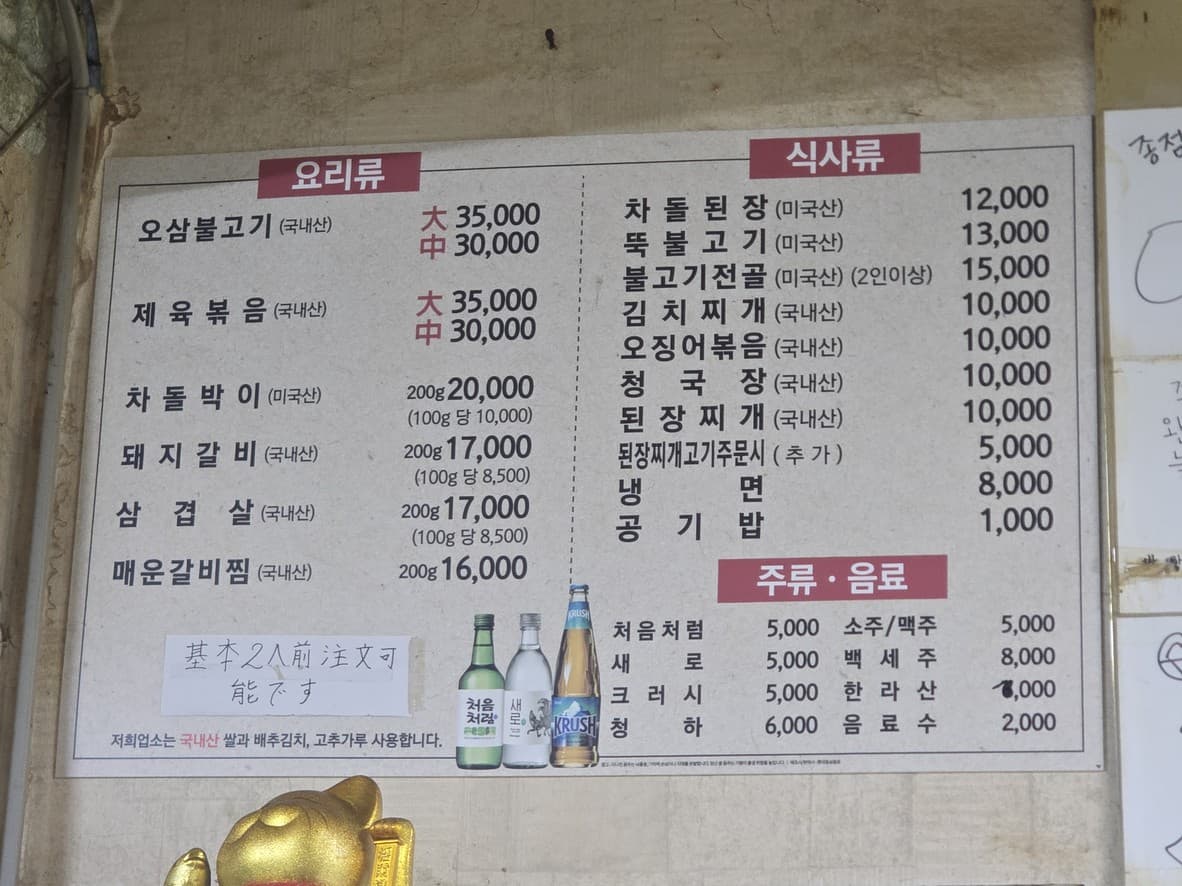 요리류
오삼불고기 (국내산) 大 35,000
中 30,000
제육볶음 (국내산) 大 35,000
中 30,000
차돌박이 (미국산) 200g 20,000
(100g 당 10,000)
돼지갈비 (국내산) 200g 17,000
(100g 당 8,500)
삼겹살 (국내산) 200g 17,000
(100g 당 8,500)
매운갈비찜 (국내산) 200g 16,000
基本2人前注文可
能です
저희업소는 국내산 쌀과 배추김치, 고추가루 사용합니다.
식사류
차돌된장 (미국산) 12,000
뚝불고기 (미국산) 13,000
불고기전골 (미국산) (2인이상) 15,000
김치찌개 (국내산) 10,000
오징어볶음 (국내산) 10,000
청국장 (국내산) 10,000
된장찌개 (국내산) 10,000
된장찌개고기주문시 (추가) 5,000
냉면 8,000
공기밥 1,000
주류 · 음료
처음처럼 5,000 소주/맥주 5,000
새로 5,000 백세주 8,000
크러시 5,000 한라산 ,000
청하 6,000 음료수 2,000
처음
처럼
새로
KRUSH
KRUSH
종점